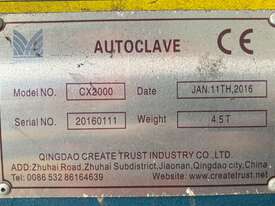 AUTOCLAVE CE
Model NO. CX2000 Date JAN.11TH,2016
Serial NO. 20160111 Weight 4.5T
QINGDAO CREATE TRUST INDUSTRY CO LTD.
ADD:Zhuhai Road,Zhuhai Subdistrict,Jiaonan,Qingdao city,China
Tel: 0086 532 86164639 Website: www.createtrust.net